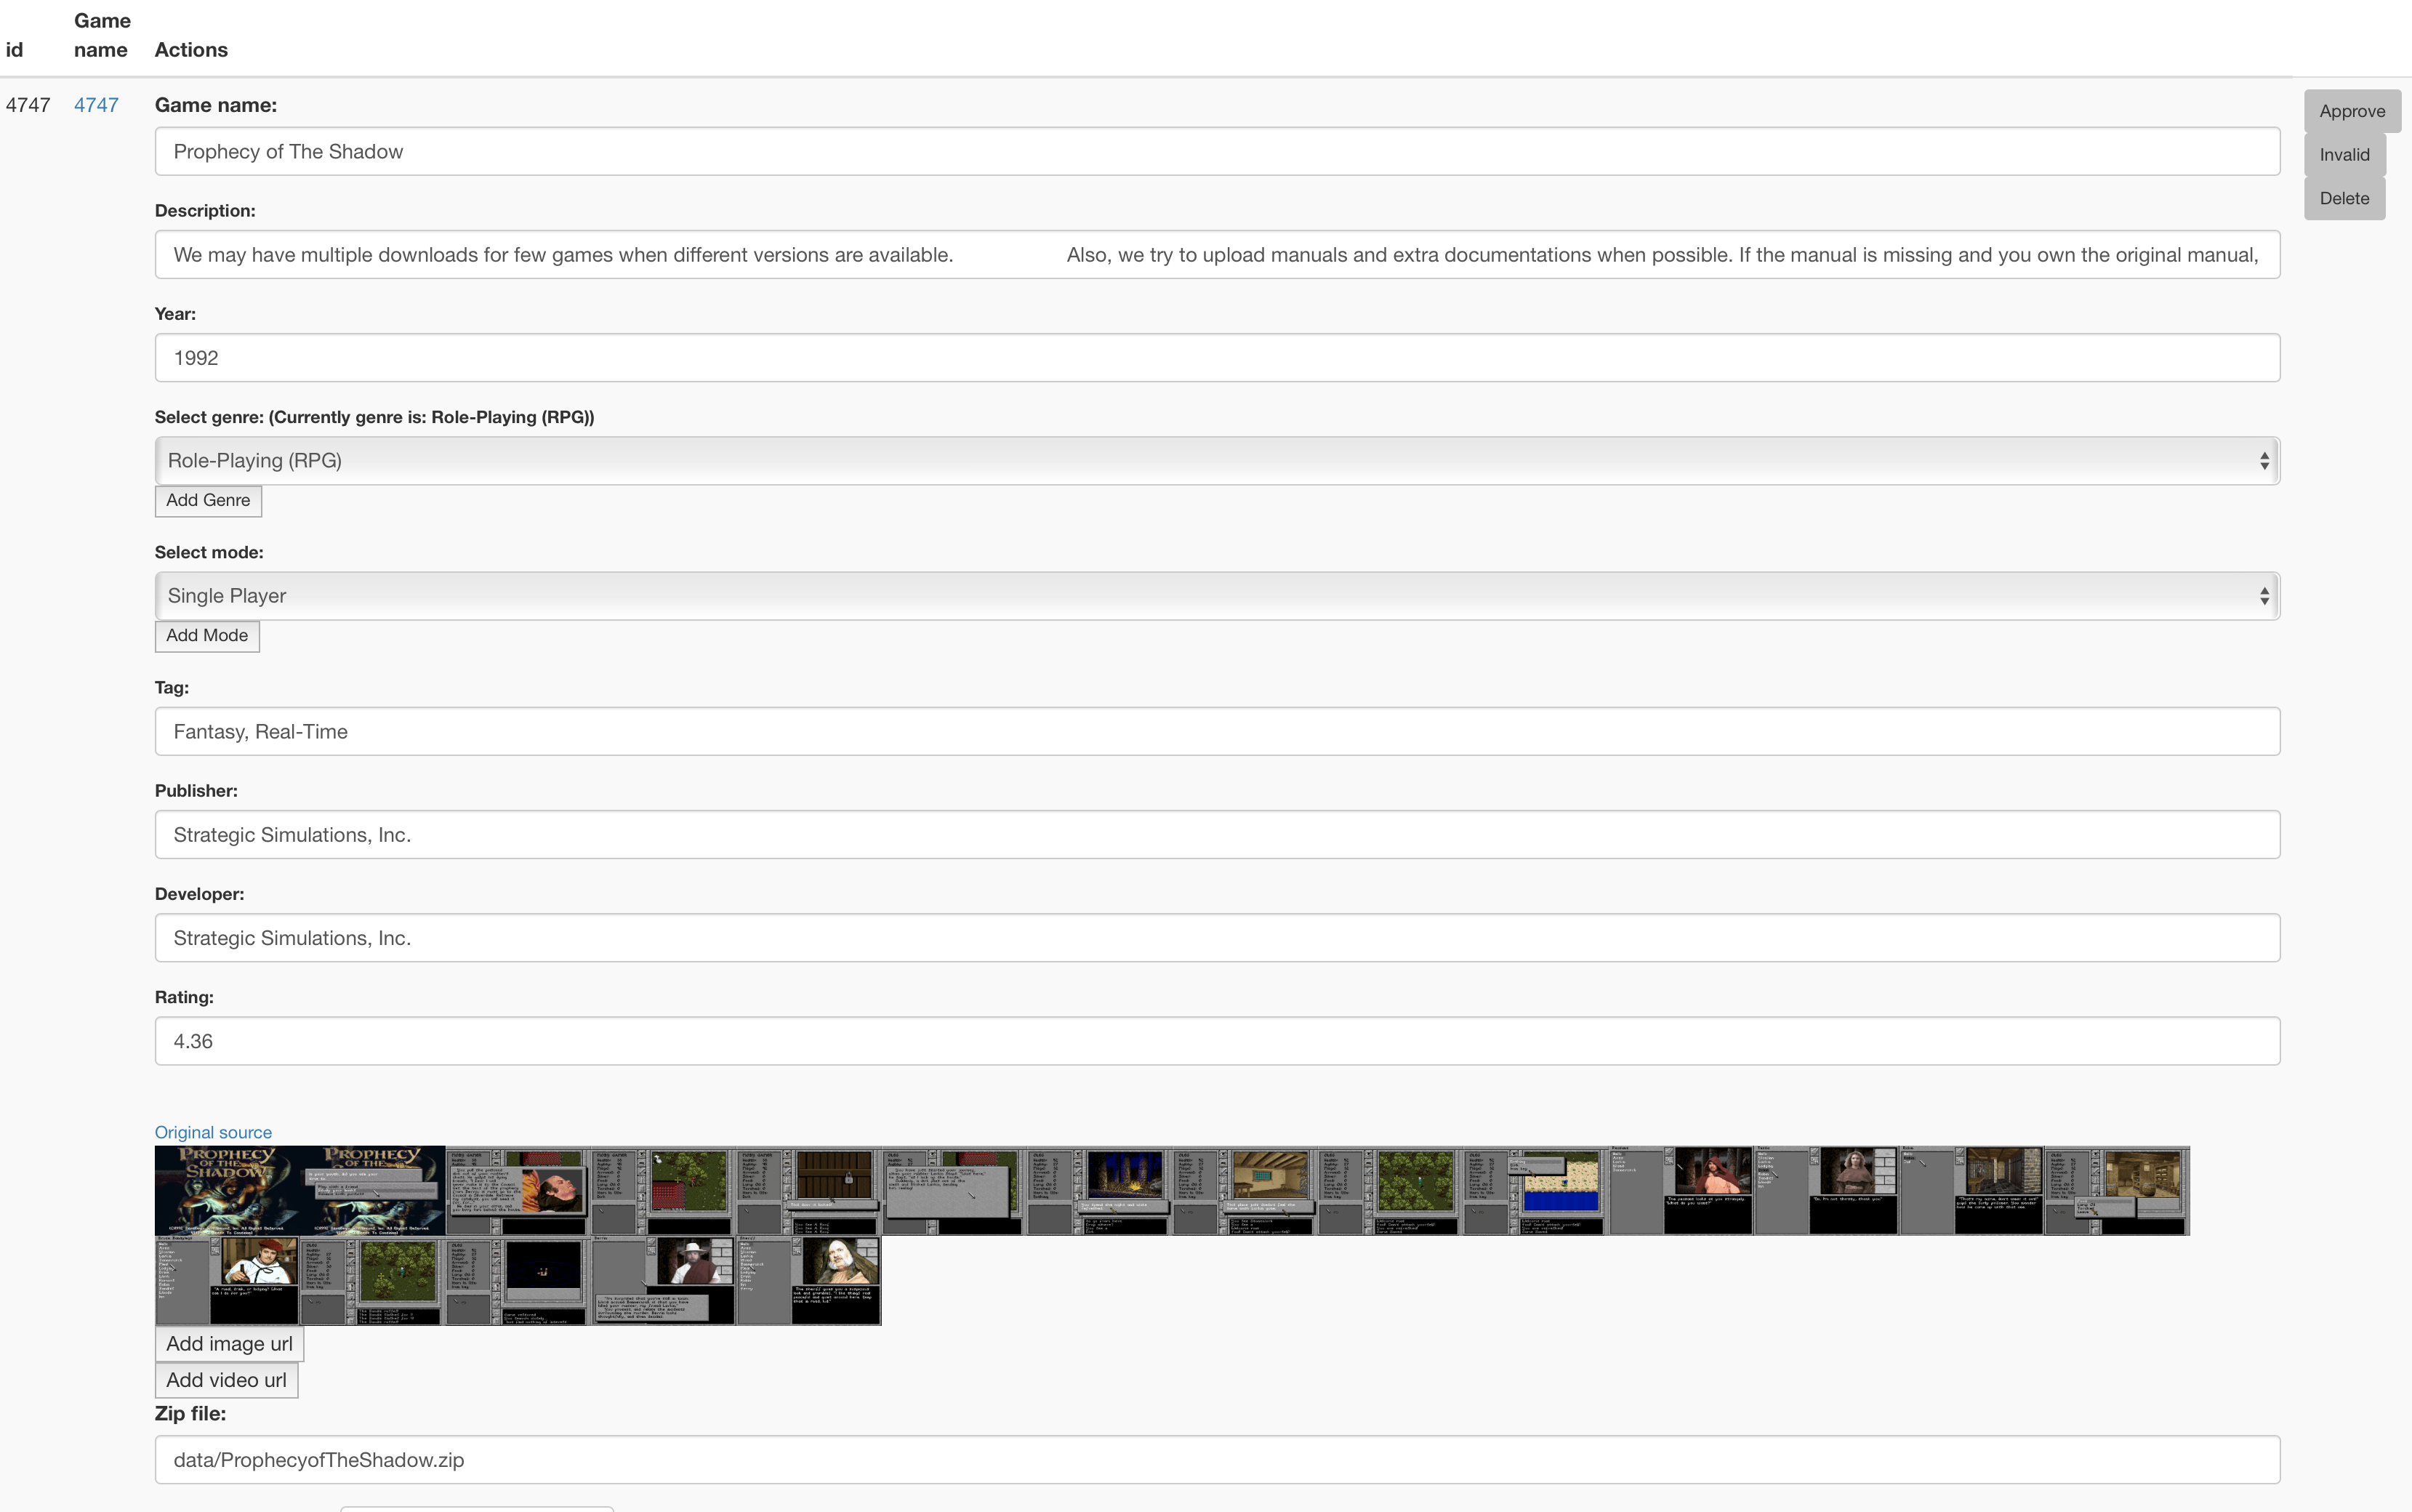 id Game name Actions
4747 4747 Game name:
Approve
Prophecy of The Shadow
Invalid
Delete
Description:
We may have multiple downloads for few games when different versions are available. Also, we try to upload manuals and extra documentations when possible. If the manual is missing and you own the original manual,
Year:
1992
Select genre: (Currently genre is: Role-Playing (RPG))
Role-Playing (RPG)
Add Genre
Select mode:
Single Player
Add Mode
Tag:
Fantasy, Real-Time
Publisher:
Strategic Simulations, Inc.
Developer:
Strategic Simulations, Inc.
Rating:
4.36
Original source
PROPHECY OF THE SHADOW
PROPHECY OF THE
Add image url
Add video url
Zip file:
data/ProphecyofTheShadow.zip